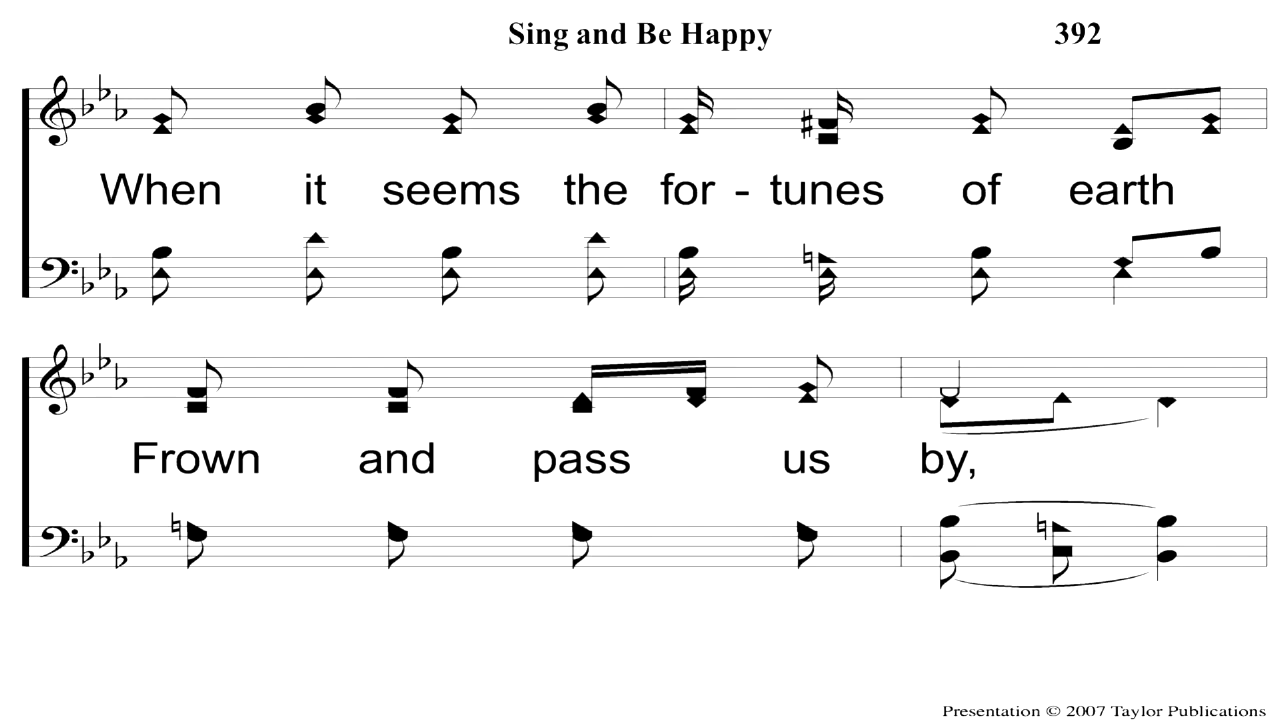 Sing and Be Happy 392
When it seems the for - tunes of earth
Frown and pass us by,
Presentation © 2007 Taylor Publications